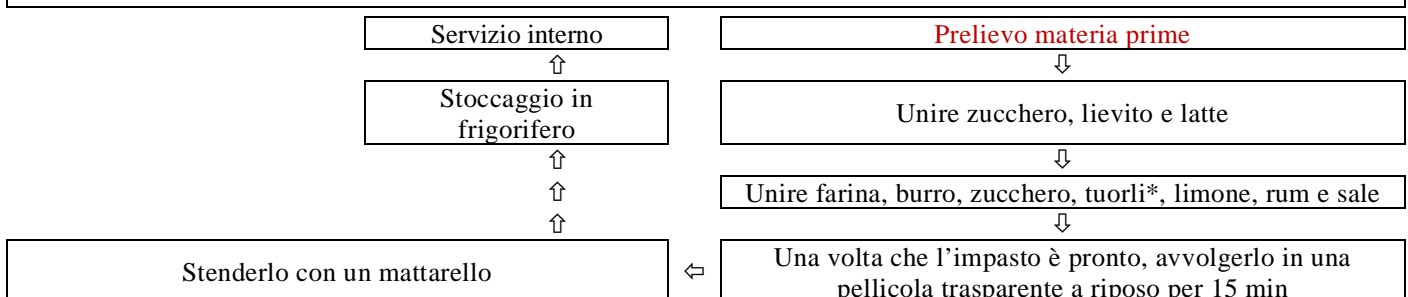 Servizio interno
Prelievo materia prime
⇧
⇩
Stoccaggio in
frigorifero
Unire zucchero, lievito e latte
⇧
⇩
⇧
Unire farina, burro, zucchero, tuorli*, limone, rum e sale
⇧
⇩
Stenderlo con un mattarello
⇦
Una volta che l’impasto è pronto, avvolgerlo in una
pellicola trasparente a riposo per 15 min